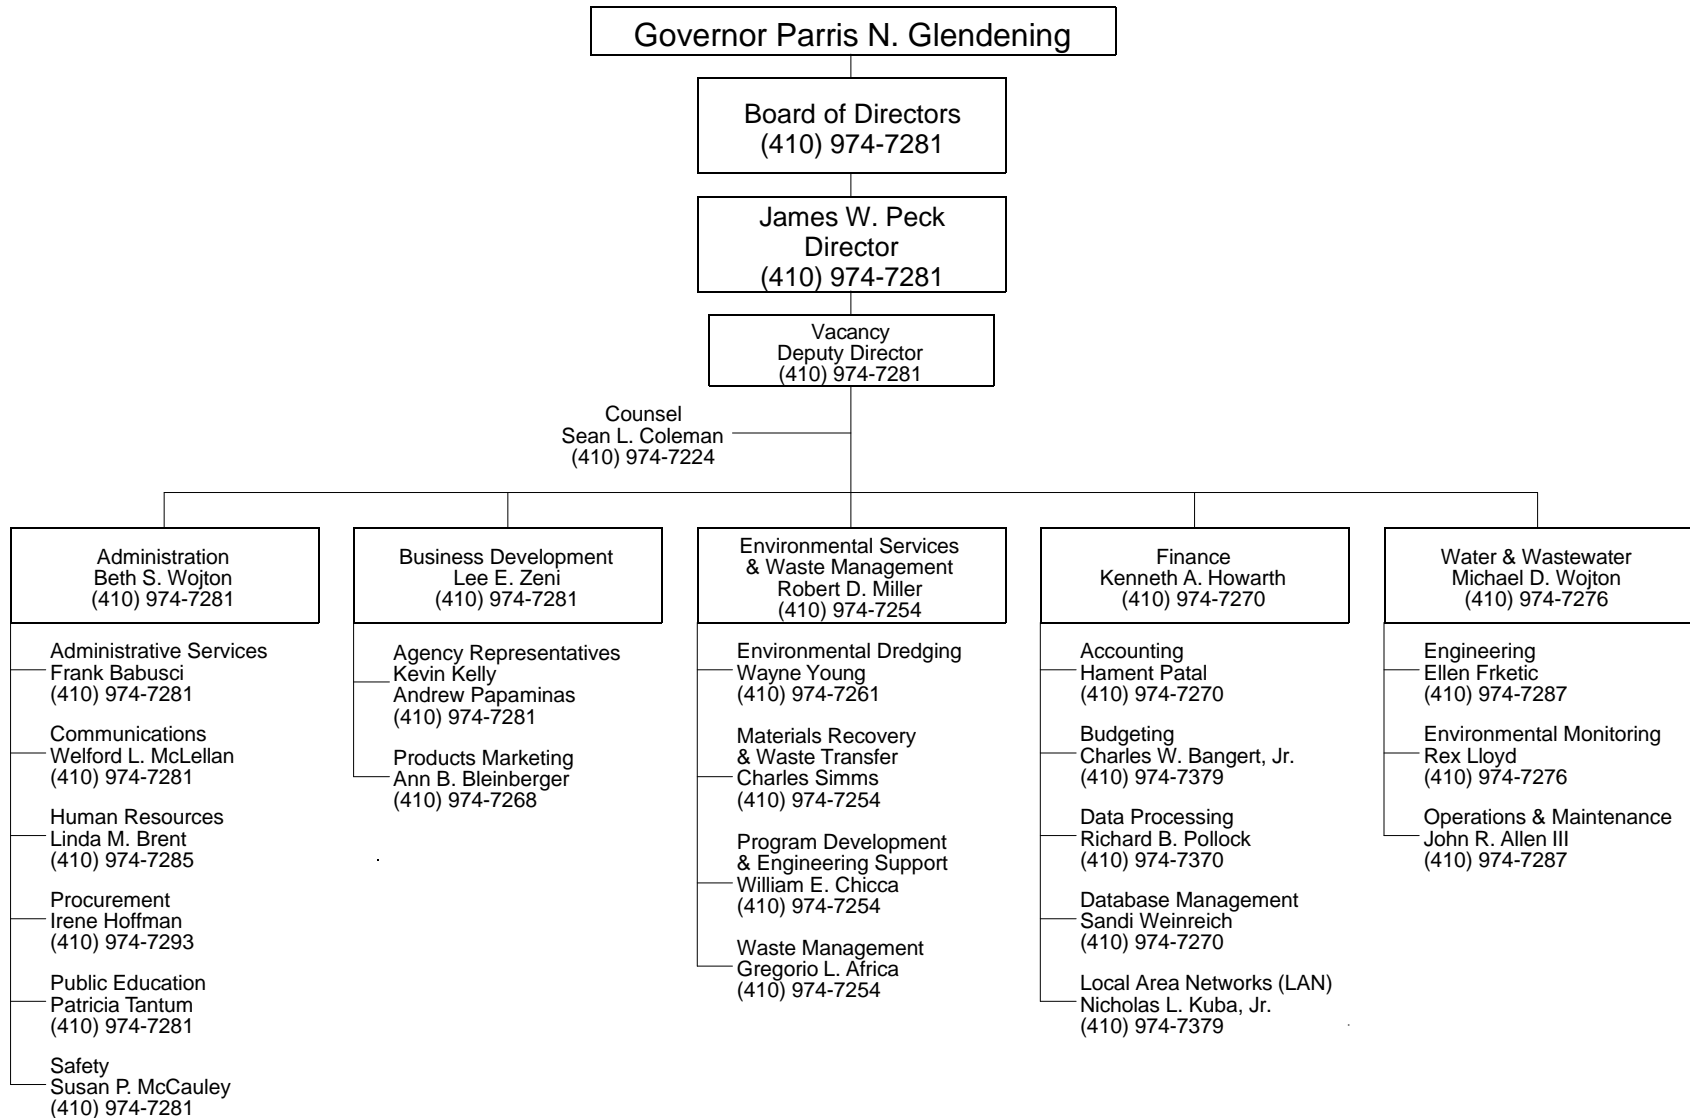 Governor Parris N. Glendening
Board of Directors
(410) 974-7281
James W. Peck
Director
(410) 974-7281
Vacancy
Deputy Director
(410) 974-7281
Counsel
Sean L. Coleman
(410) 974-7224
Administration
Beth S. Wojton
(410) 974-7281
Administrative Services
Frank Babusci
(410) 974-7281
Communications
Welford L. McLellan
(410) 974-7281
Human Resources
Linda M. Brent
(410) 974-7285
Procurement
Irene Hoffman
(410) 974-7293
Public Education
Patricia Tantum
(410) 974-7281
Safety
Susan P. McCauley
(410) 974-7281
Business Development
Lee E. Zeni
(410) 974-7281
Agency Representatives
Kevin Kelly
Andrew Papaminas
(410) 974-7281
Products Marketing
Ann B. Bleinberger
(410) 974-7268
Environmental Services
& Waste Management
Robert D. Miller
(410) 974-7254
Environmental Dredging
Wayne Young
(410) 974-7261
Materials Recovery
& Waste Transfer
Charles Simms
(410) 974-7254
Program Development
& Engineering Support
William E. Chicca
(410) 974-7254
Waste Management
Gregorio L. Africa
(410) 974-7254
Finance
Kenneth A. Howarth
(410) 974-7270
Accounting
Hament Patal
(410) 974-7270
Budgeting
Charles W. Bangert, Jr.
(410) 974-7379
Data Processing
Richard B. Pollock
(410) 974-7370
Database Management
Sandi Weinreich
(410) 974-7270
Local Area Networks (LAN)
Nicholas L. Kuba, Jr.
(410) 974-7379
Water & Wastewater
Michael D. Wojton
(410) 974-7276
Engineering
Ellen Frketic
(410) 974-7287
Environmental Monitoring
Rex Lloyd
(410) 974-7276
Operations & Maintenance
John R. Allen III
(410) 974-7287